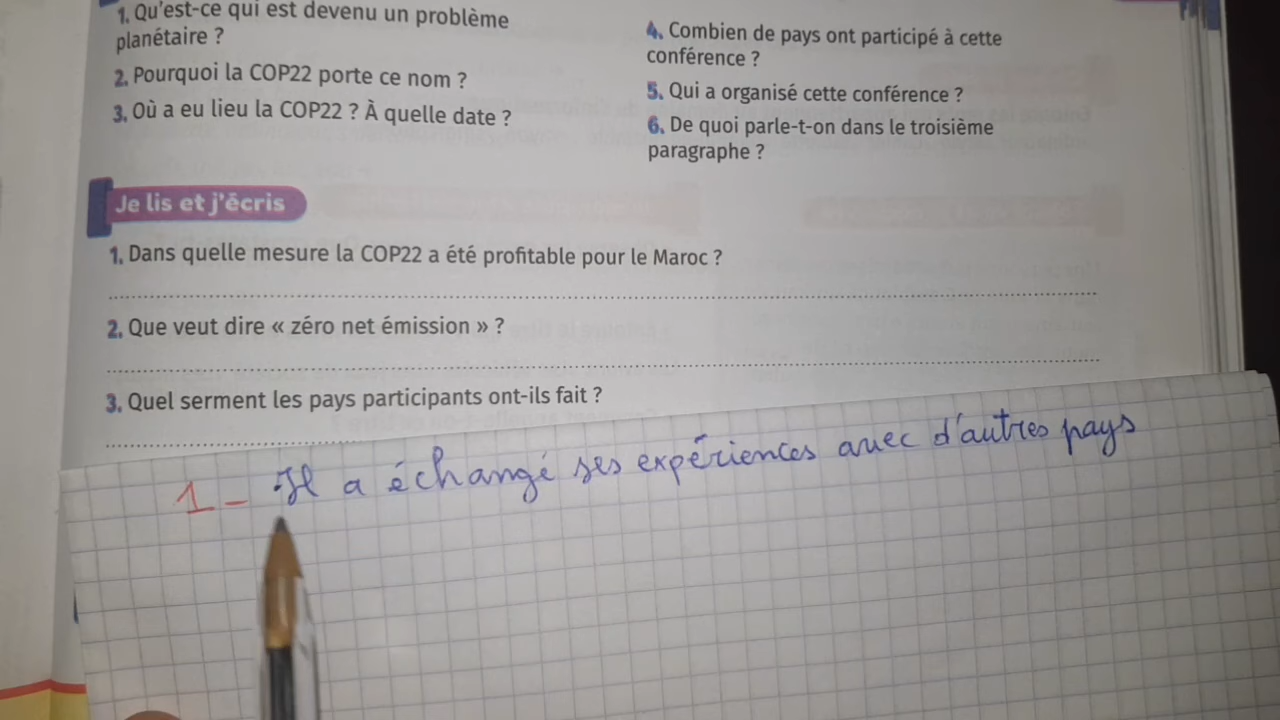 1. Qu'est-ce qui est devenu un problème
planétaire ?
2. Pourquoi la COP22 porte ce nom ?
3. Où a eu lieu la COP22 ? À quelle date ?
4. Combien de pays ont participé à cette
conférence ?
5. Qui a organisé cette conférence ?
6. De quoi parle-t-on dans le troisième
paragraphe ?
Je lis et j'écris
1. Dans quelle mesure la COP22 a été profitable pour le Maroc ?
2. Que veut dire « zéro net émission » ?
3. Quel serment les pays participants ont-ils fait ?
1- Il a échangé ses expériences avec d'autres pays